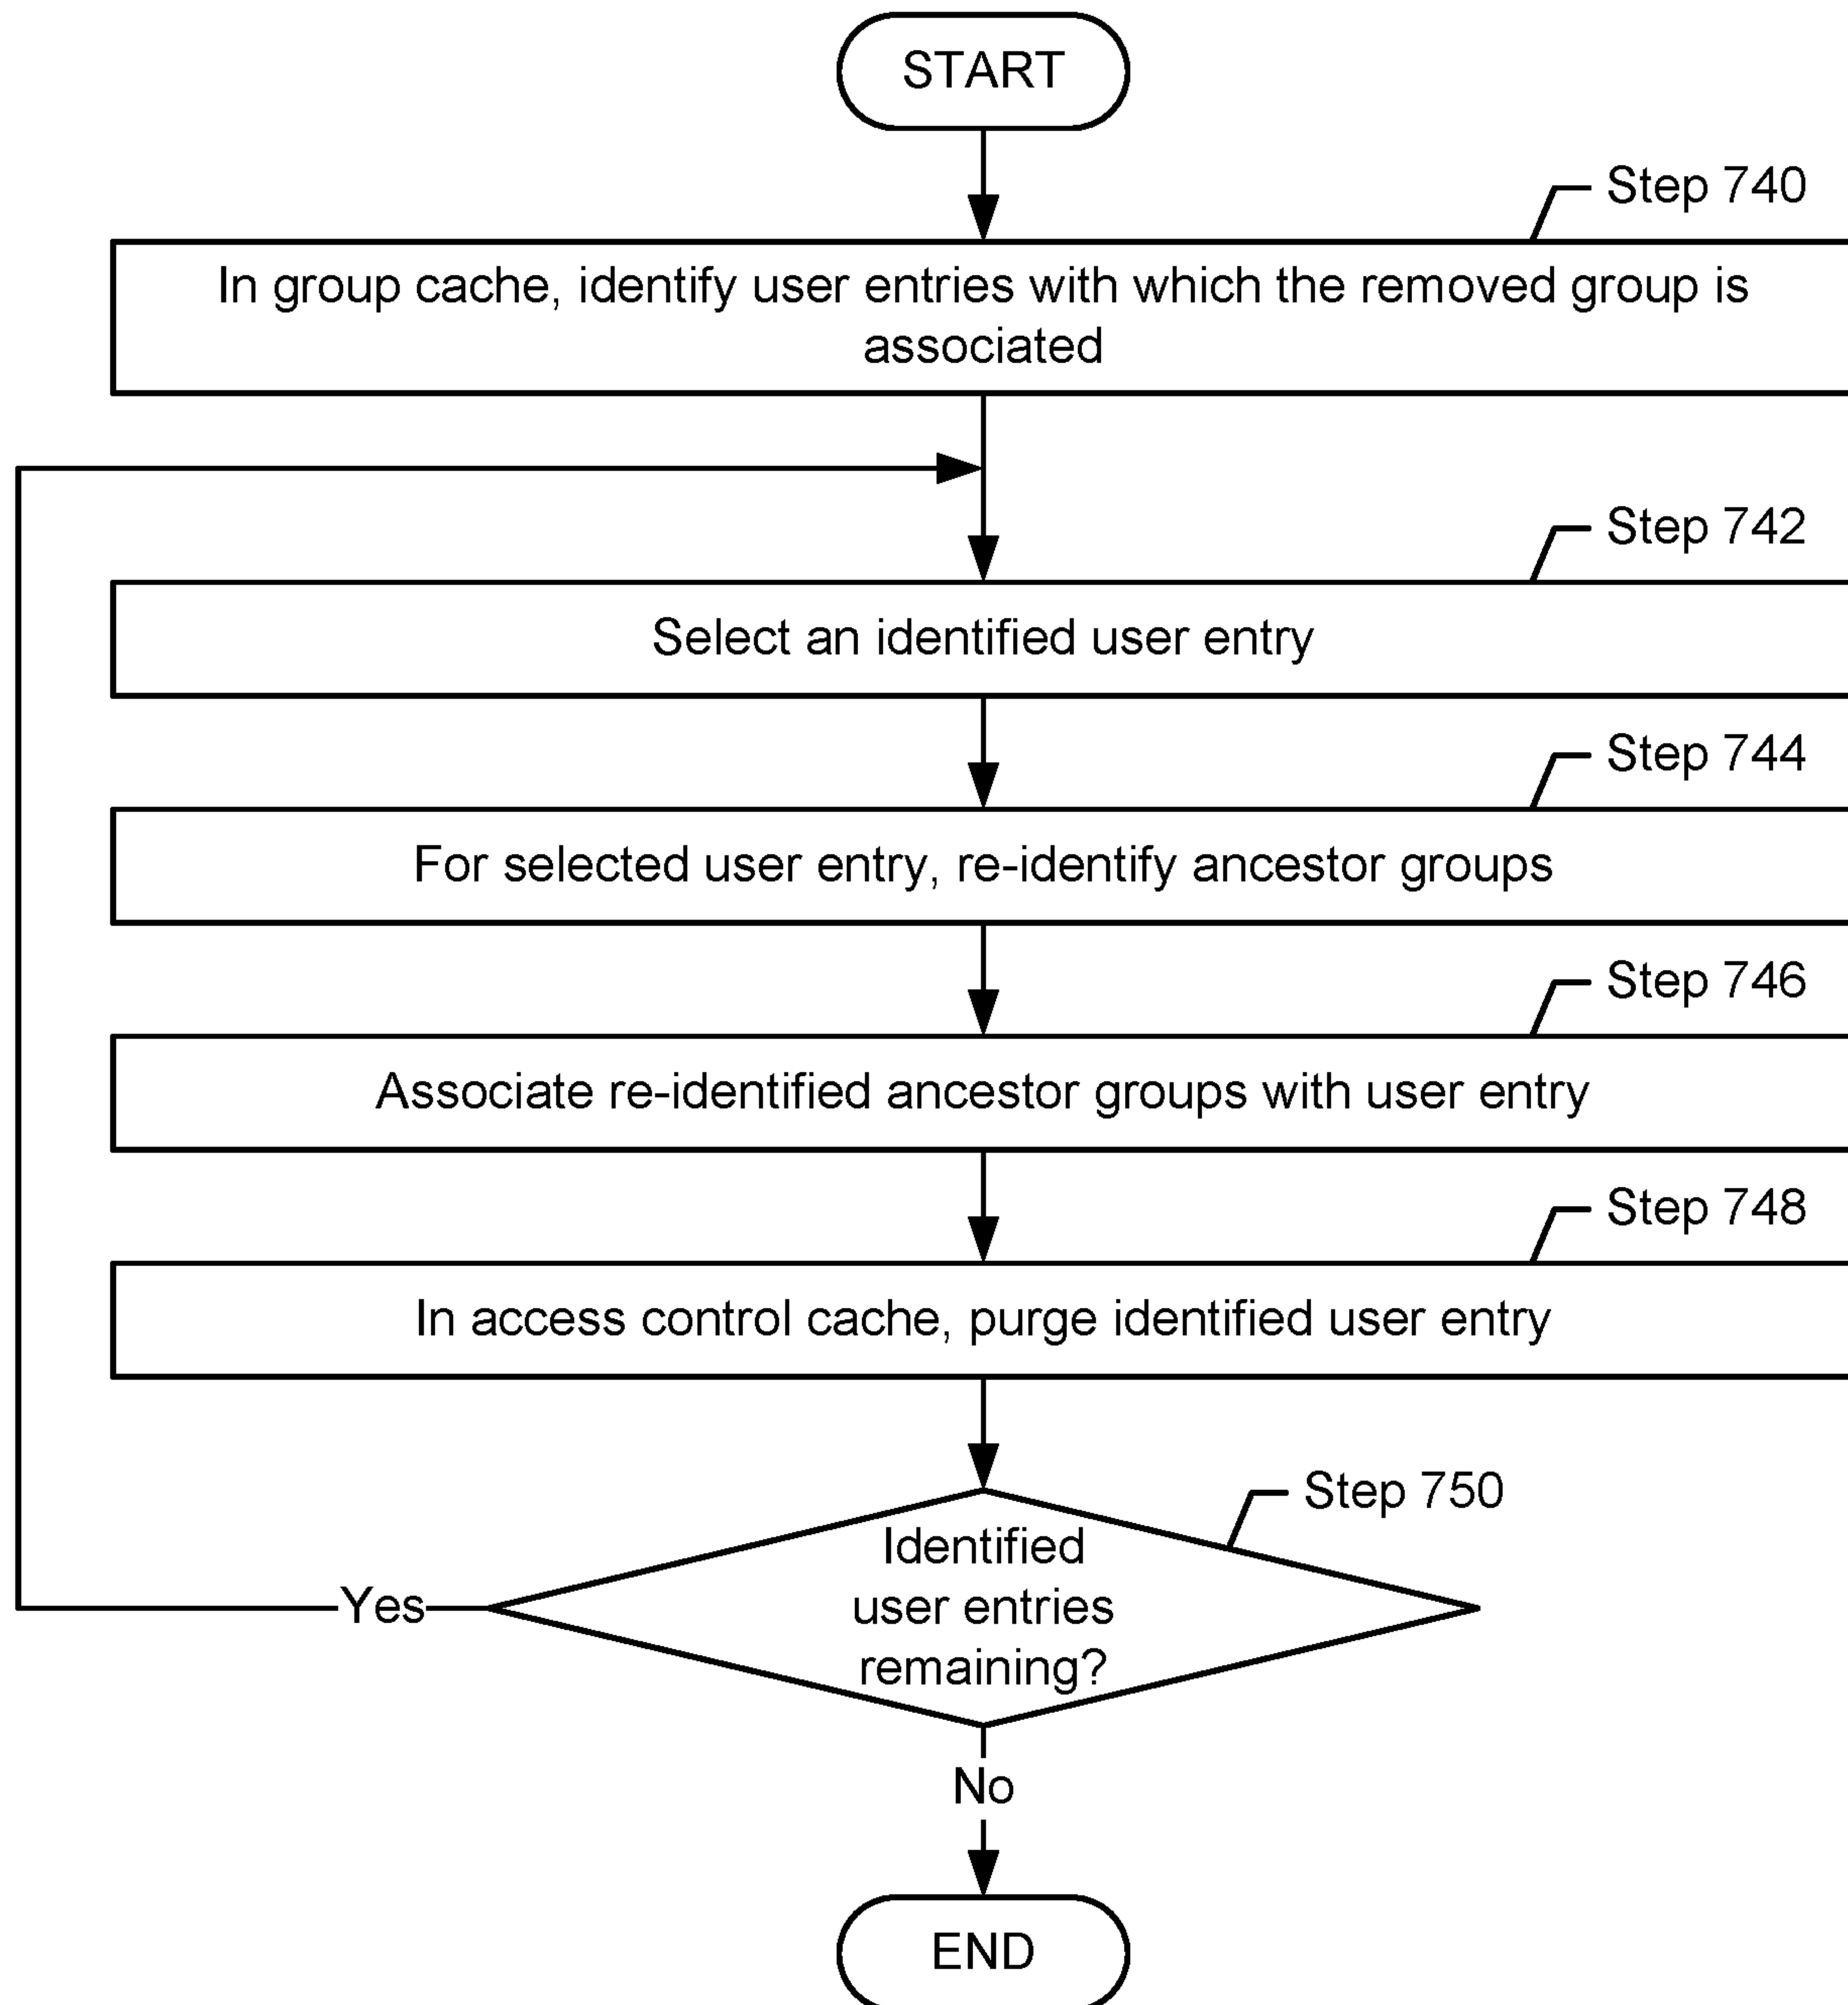 START
Step 740
In group cache, identify user entries with which the removed group is
associated
Step 742
Select an identified user entry
Step 744
For selected user entry, re-identify ancestor groups
Step 746
Associate re-identified ancestor groups with user entry
Step 748
In access control cache, purge identified user entry
Step 750
Identified
user entries
remaining?
Yes
No
END